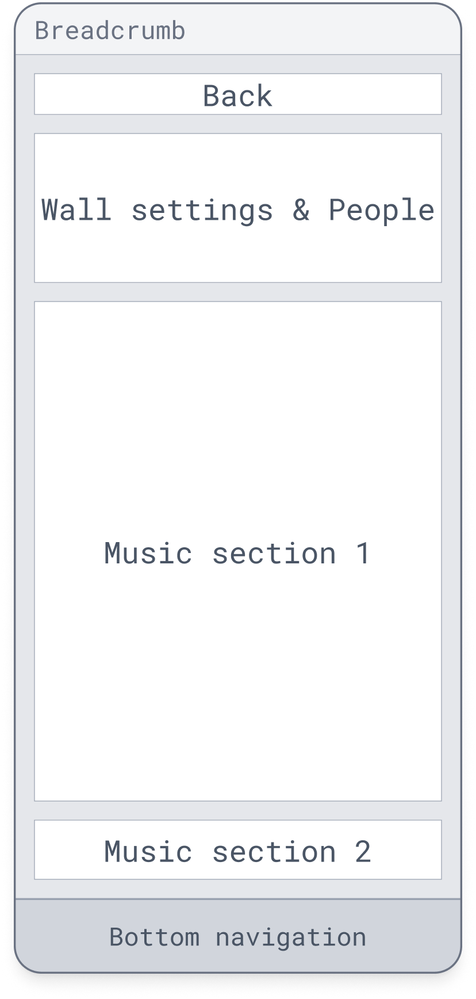 Breadcrumb
Back
Wall settings & People
Music section 1
Music section 2
Bottom navigation